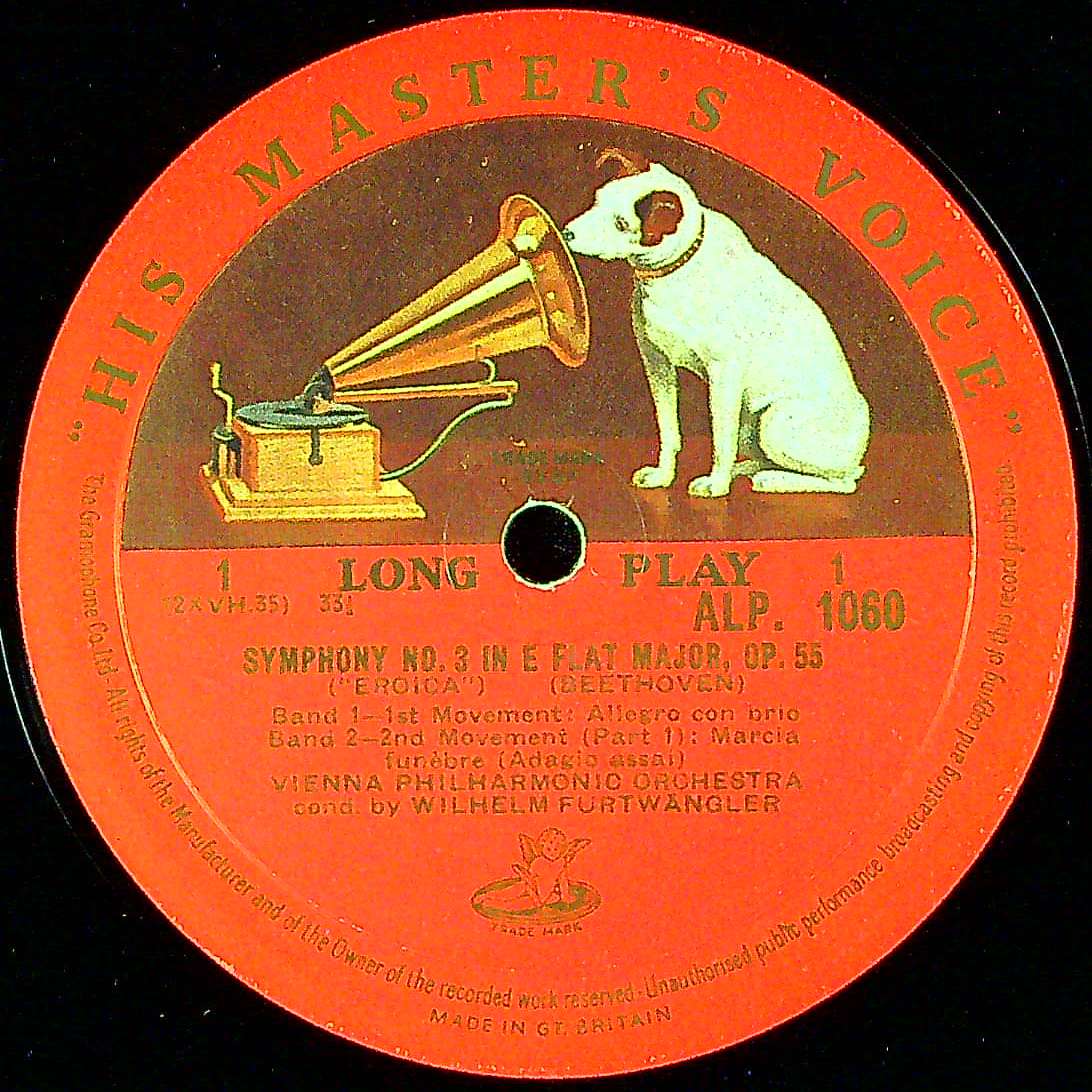 “HIS MASTER'S VOICE”
TRADE MARK
1 LONG PLAY 1
(2XVH.35) 33⅓
ALP. 1060
SYMPHONY NO. 3 IN E FLAT MAJOR, OP. 55
("EROICA") (BEETHOVEN)
Band 1—1st Movement: Allegro con brio
Band 2—2nd Movement (Part 1): Marcia
funèbre (Adagio assai)
VIENNA PHILHARMONIC ORCHESTRA
cond. by WILHELM FURTWÄNGLER
TRADE MARK
The Gramophone Co. Ltd. All rights of the Manufacturer and of the Owner of the recorded work reserved · Unauthorised public performance broadcasting and copying of this record prohibited.
MADE IN GT. BRITAIN